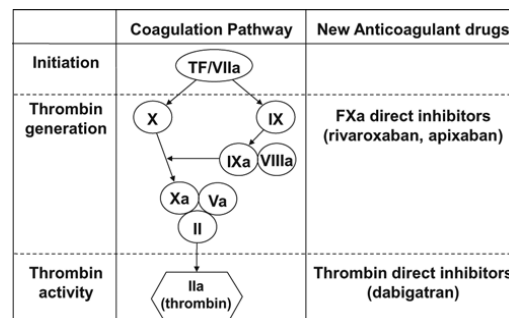 Coagulation Pathway
New Anticoagulant drugs
Initiation
TF/VIIa
Thrombin
generation
X
IX
FXa direct inhibitors
(rivaroxaban, apixaban)
IXa
VIIIa
Xa
Va
II
Thrombin
activity
IIa
(thrombin)
Thrombin direct inhibitors
(dabigatran)